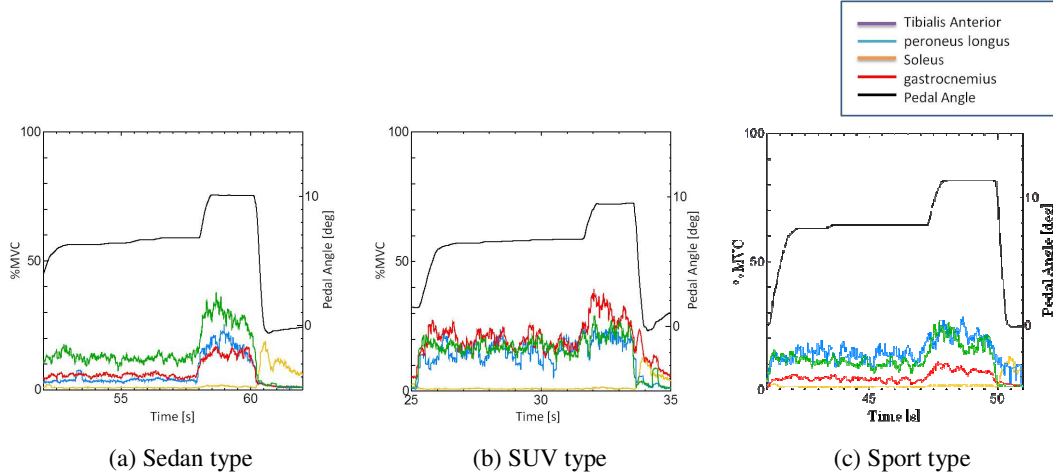 Tibialis Anterior
peroneus longus
Soleus
gastrocnemius
Pedal Angle
100
50
0
%MVC
55
60
Time [s]
10
0
Pedal Angle [deg]
100
50
0
%MVC
25
30
35
Time [s]
10
0
Pedal Angle [deg]
100
50
0
%MVC
45
50
Time [s]
10
0
Pedal Angle [deg]
(a) Sedan type
(b) SUV type
(c) Sport type